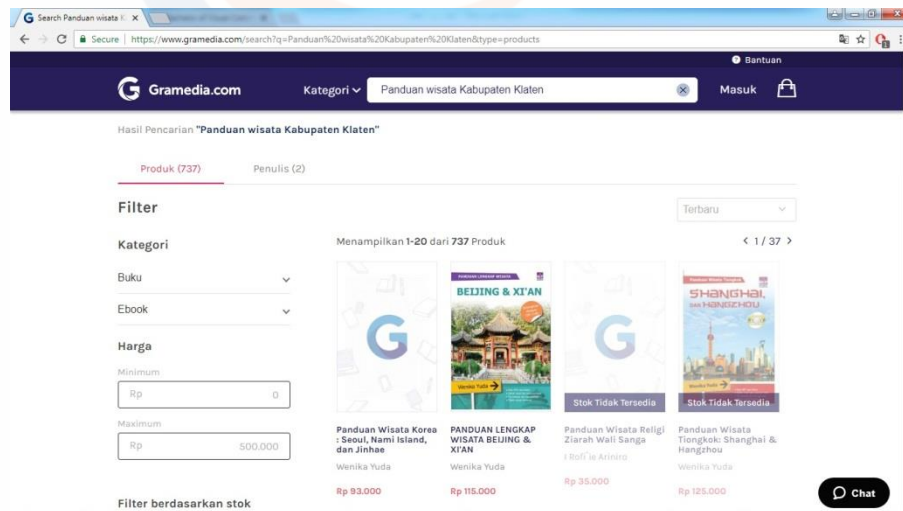 Search Panduan wisata K
Secure https://www.gramedia.com/search?q=Panduan%20wisata%20Kabupaten%20Klaten&type=products
Bantuan
Gramedia.com Kategori Panduan wisata Kabupaten Klaten Masuk
Hasil Pencarian "Panduan wisata Kabupaten Klaten"
Produk (737) Penulis (2)
Filter Terbaru
Kategori Menampilkan 1-20 dari 737 Produk 1 / 37
Buku
Ebook
Harga
Minimum
Rp 0
Maximum
Rp 500.000
Filter berdasarkan stok
PANDUAN LENGKAP WISATA
BEIJING & XI'AN
Wenika Yuda
SHANGHAI,
DAN HANGZHOU
Wenika Yuda
Stok Tidak Tersedia
Stok Tidak Tersedia
Panduan Wisata Korea
: Seoul, Nami Island,
dan Jinhae
Wenika Yuda
Rp 93.000
PANDUAN LENGKAP
WISATA BEIJING &
XI'AN
Wenika Yuda
Rp 115.000
Panduan Wisata Religi
Ziarah Wali Sanga
Rp 35.000
Panduan Wisata
Tiongkok: Shanghai &
Hangzhou
Wenika Yuda
Rp 125.000
Chat